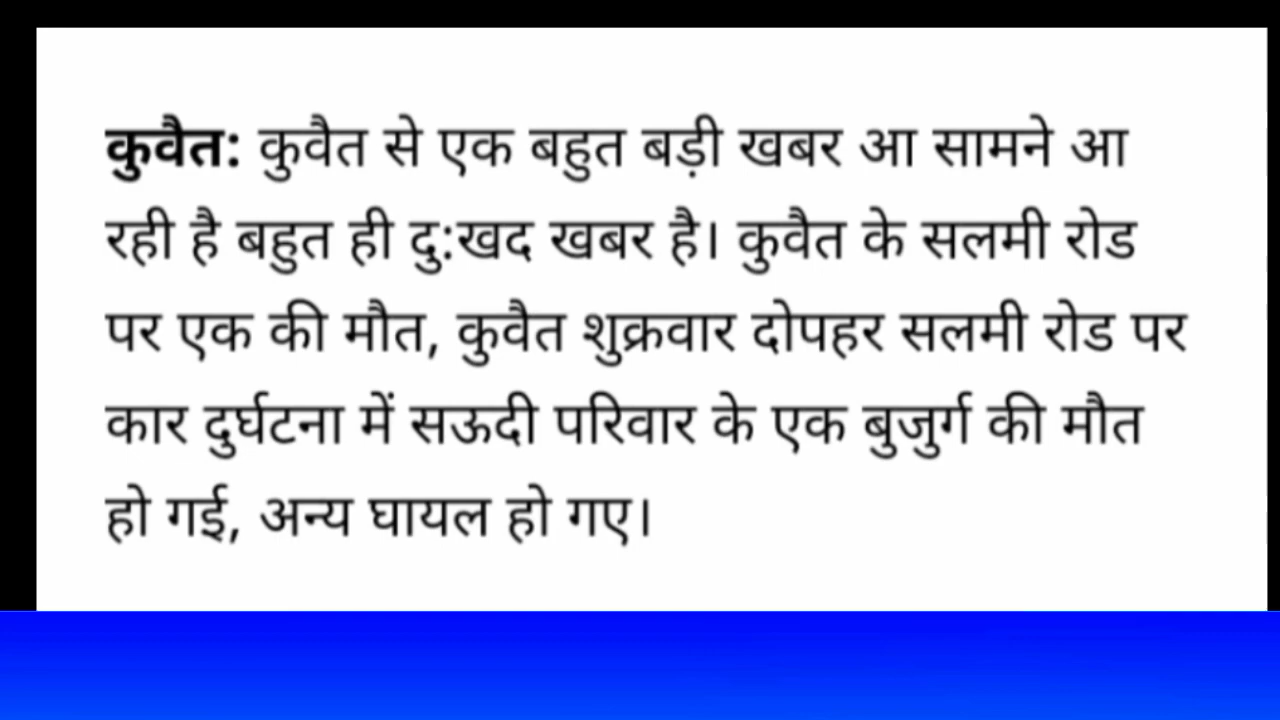 कुवैत: कुवैत से एक बहुत बड़ी खबर आ सामने आ
रही है बहुत ही दु:खद खबर है। कुवैत के सलमी रोड
पर एक की मौत, कुवैत शुक्रवार दोपहर सलमी रोड पर
कार दुर्घटना में सऊदी परिवार के एक बुजुर्ग की मौत
हो गई, अन्य घायल हो गए।